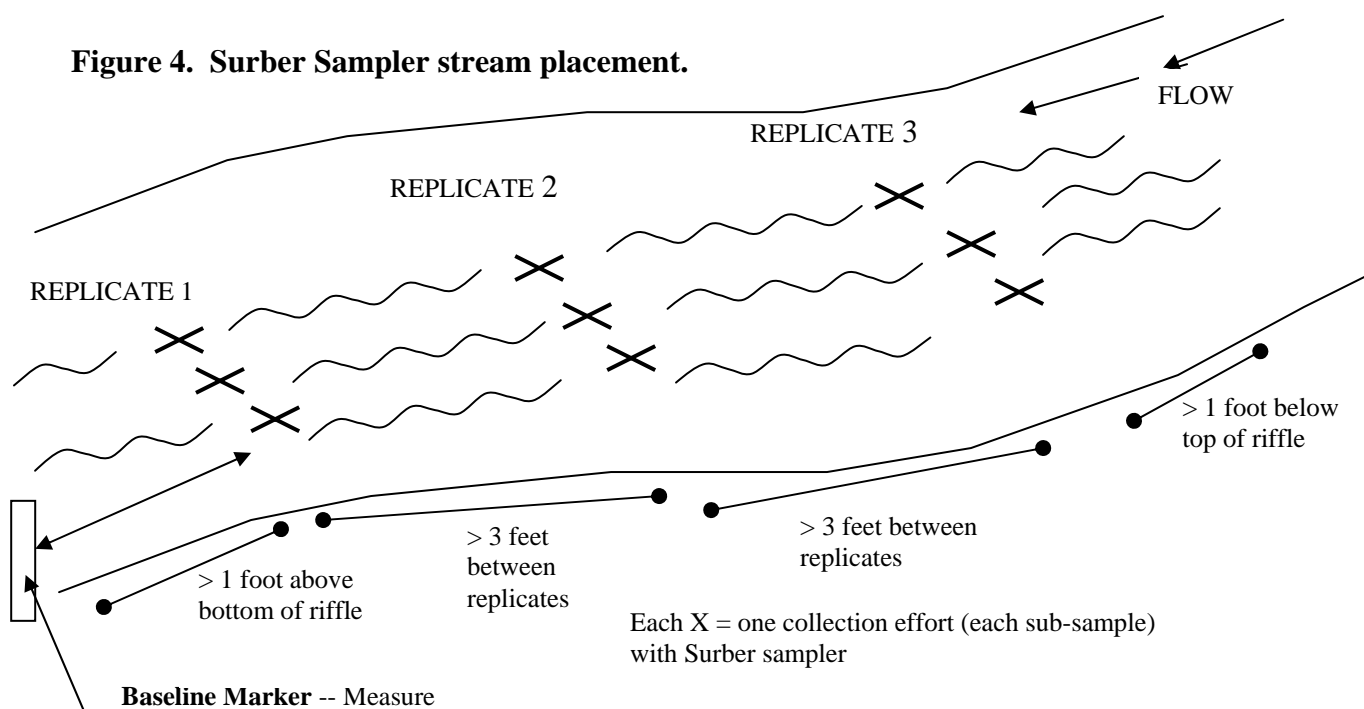 Figure 4. Surber Sampler stream placement.
FLOW
REPLICATE 3
REPLICATE 2
REPLICATE 1
> 1 foot below
top of riffle
> 3 feet between
replicates
> 3 feet
between
replicates
> 1 foot above
bottom of riffle
Each X = one collection effort (each sub-sample)
with Surber sampler
Baseline Marker -- Measure